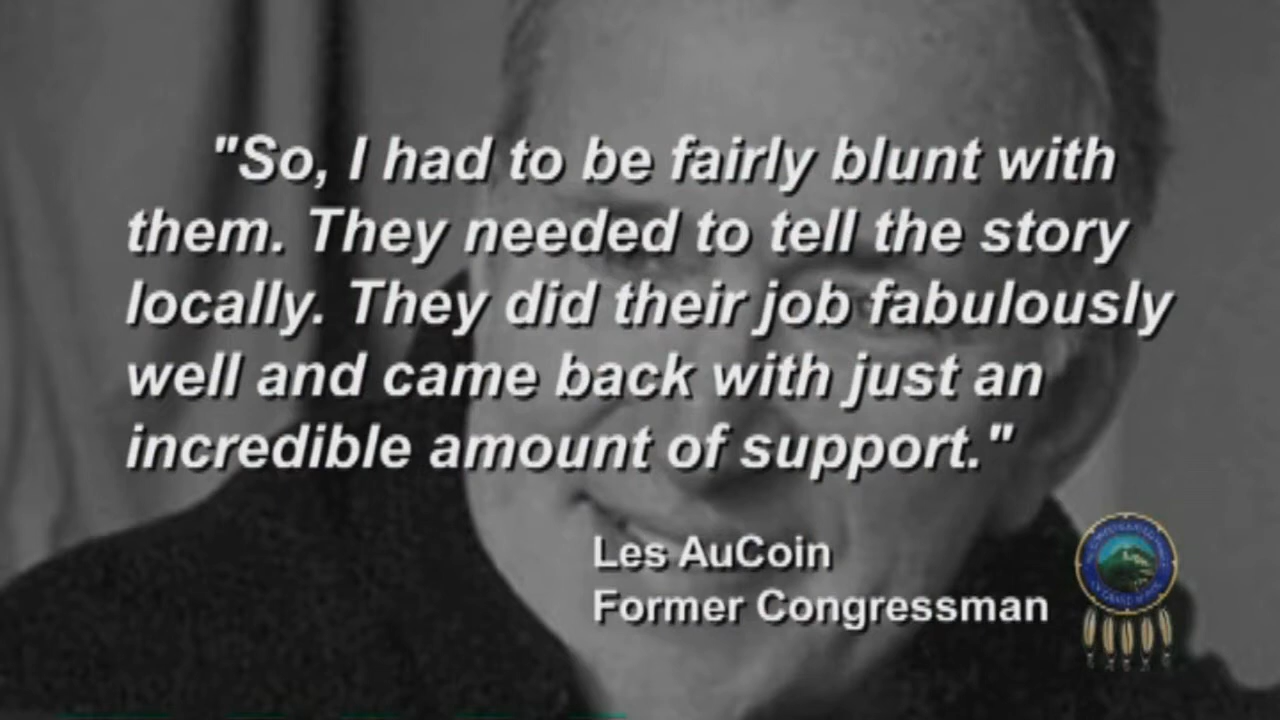 "So, I had to be fairly blunt with
them. They needed to tell the story
locally. They did their job fabulously
well and came back with just an
incredible amount of support."
Les AuCoin
Former Congressman